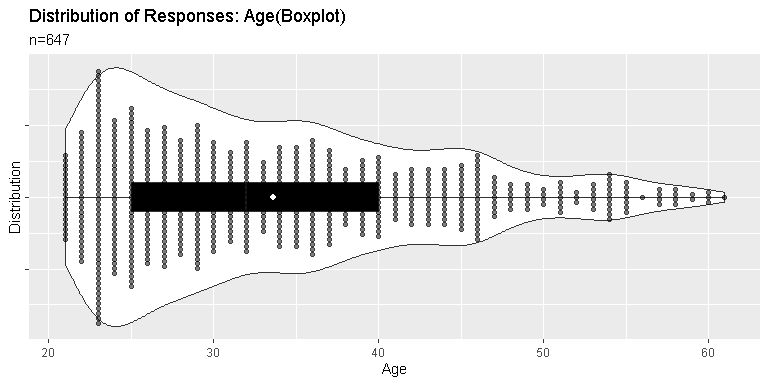 Distribution of Responses: Age(Boxplot)
n=647
Distribution
20 30 40 50 60
Age